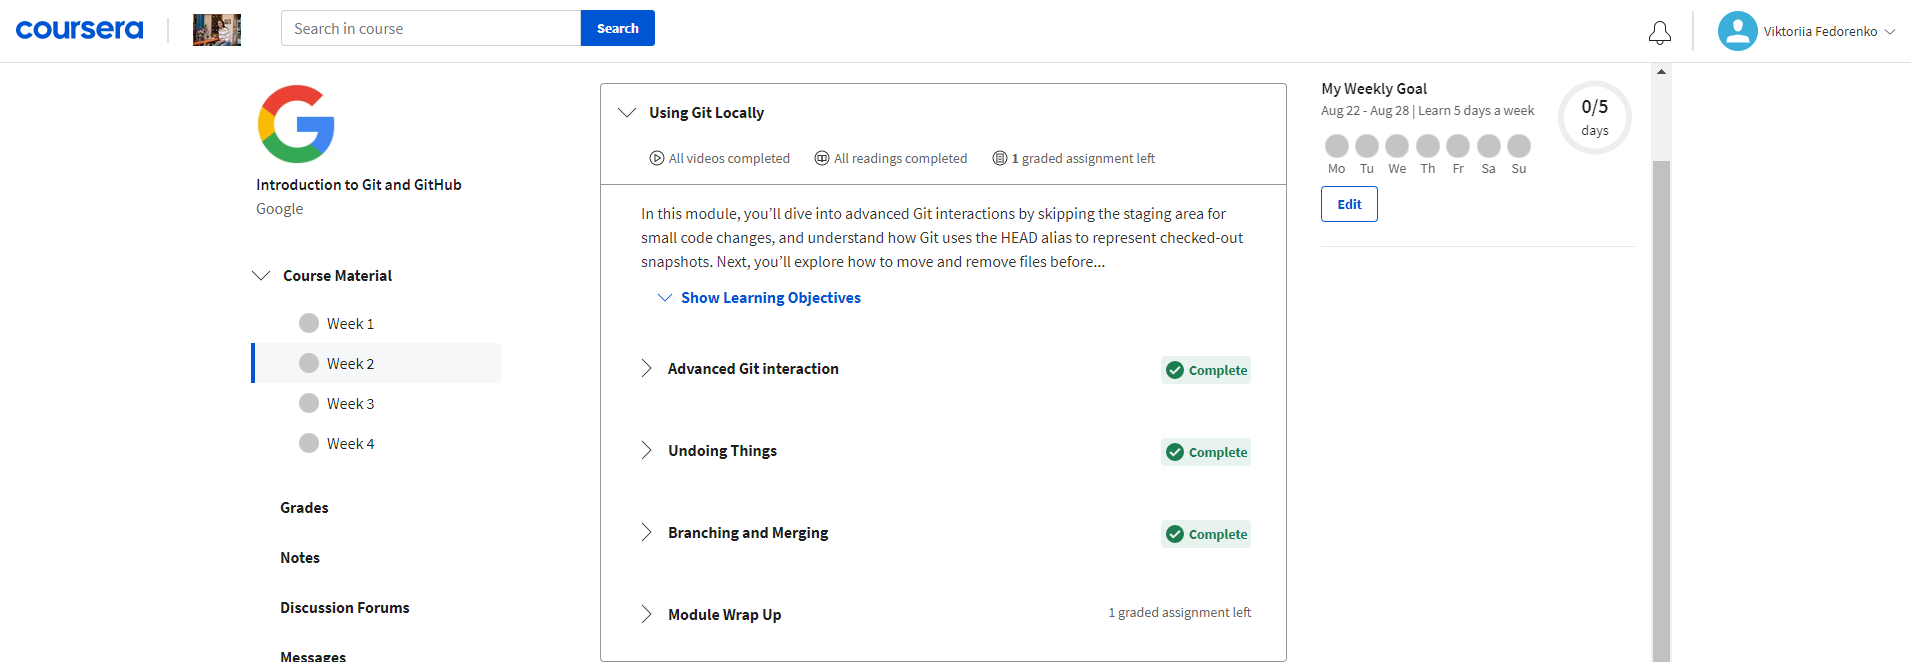 coursera
Search in course
Search
Viktoriia Fedorenko
Introduction to Git and GitHub
Google
Course Material
Week 1
Week 2
Week 3
Week 4
Grades
Notes
Discussion Forums
Messages
Using Git Locally
All videos completed
All readings completed
1 graded assignment left
In this module, you’ll dive into advanced Git interactions by skipping the staging area for
small code changes, and understand how Git uses the HEAD alias to represent checked-out
snapshots. Next, you’ll explore how to move and remove files before...
Show Learning Objectives
Advanced Git interaction
Complete
Undoing Things
Complete
Branching and Merging
Complete
Module Wrap Up
1 graded assignment left
My Weekly Goal
Aug 22 - Aug 28 | Learn 5 days a week
0/5
days
Mo Tu We Th Fr Sa Su
Edit